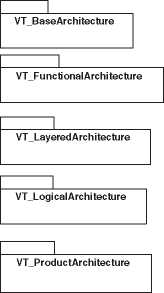 VT_BaseArchitecture
VT_FunctionalArchitecture
VT_LayeredArchitecture
VT_LogicalArchitecture
VT_ProductArchitecture